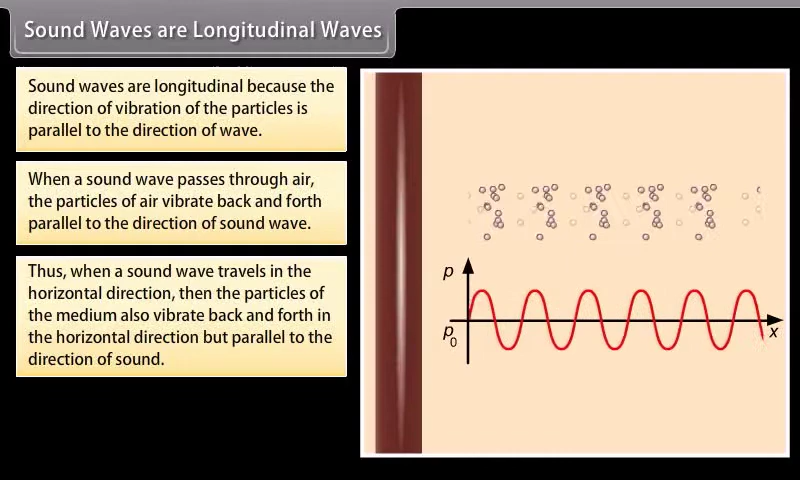 Sound Waves are Longitudinal Waves
Sound waves are longitudinal because the
direction of vibration of the particles is
parallel to the direction of wave.
When a sound wave passes through air,
the particles of air vibrate back and forth
parallel to the direction of sound wave.
Thus, when a sound wave travels in the
horizontal direction, then the particles of
the medium also vibrate back and forth in
the horizontal direction but parallel to the
direction of sound.
p
p0
x